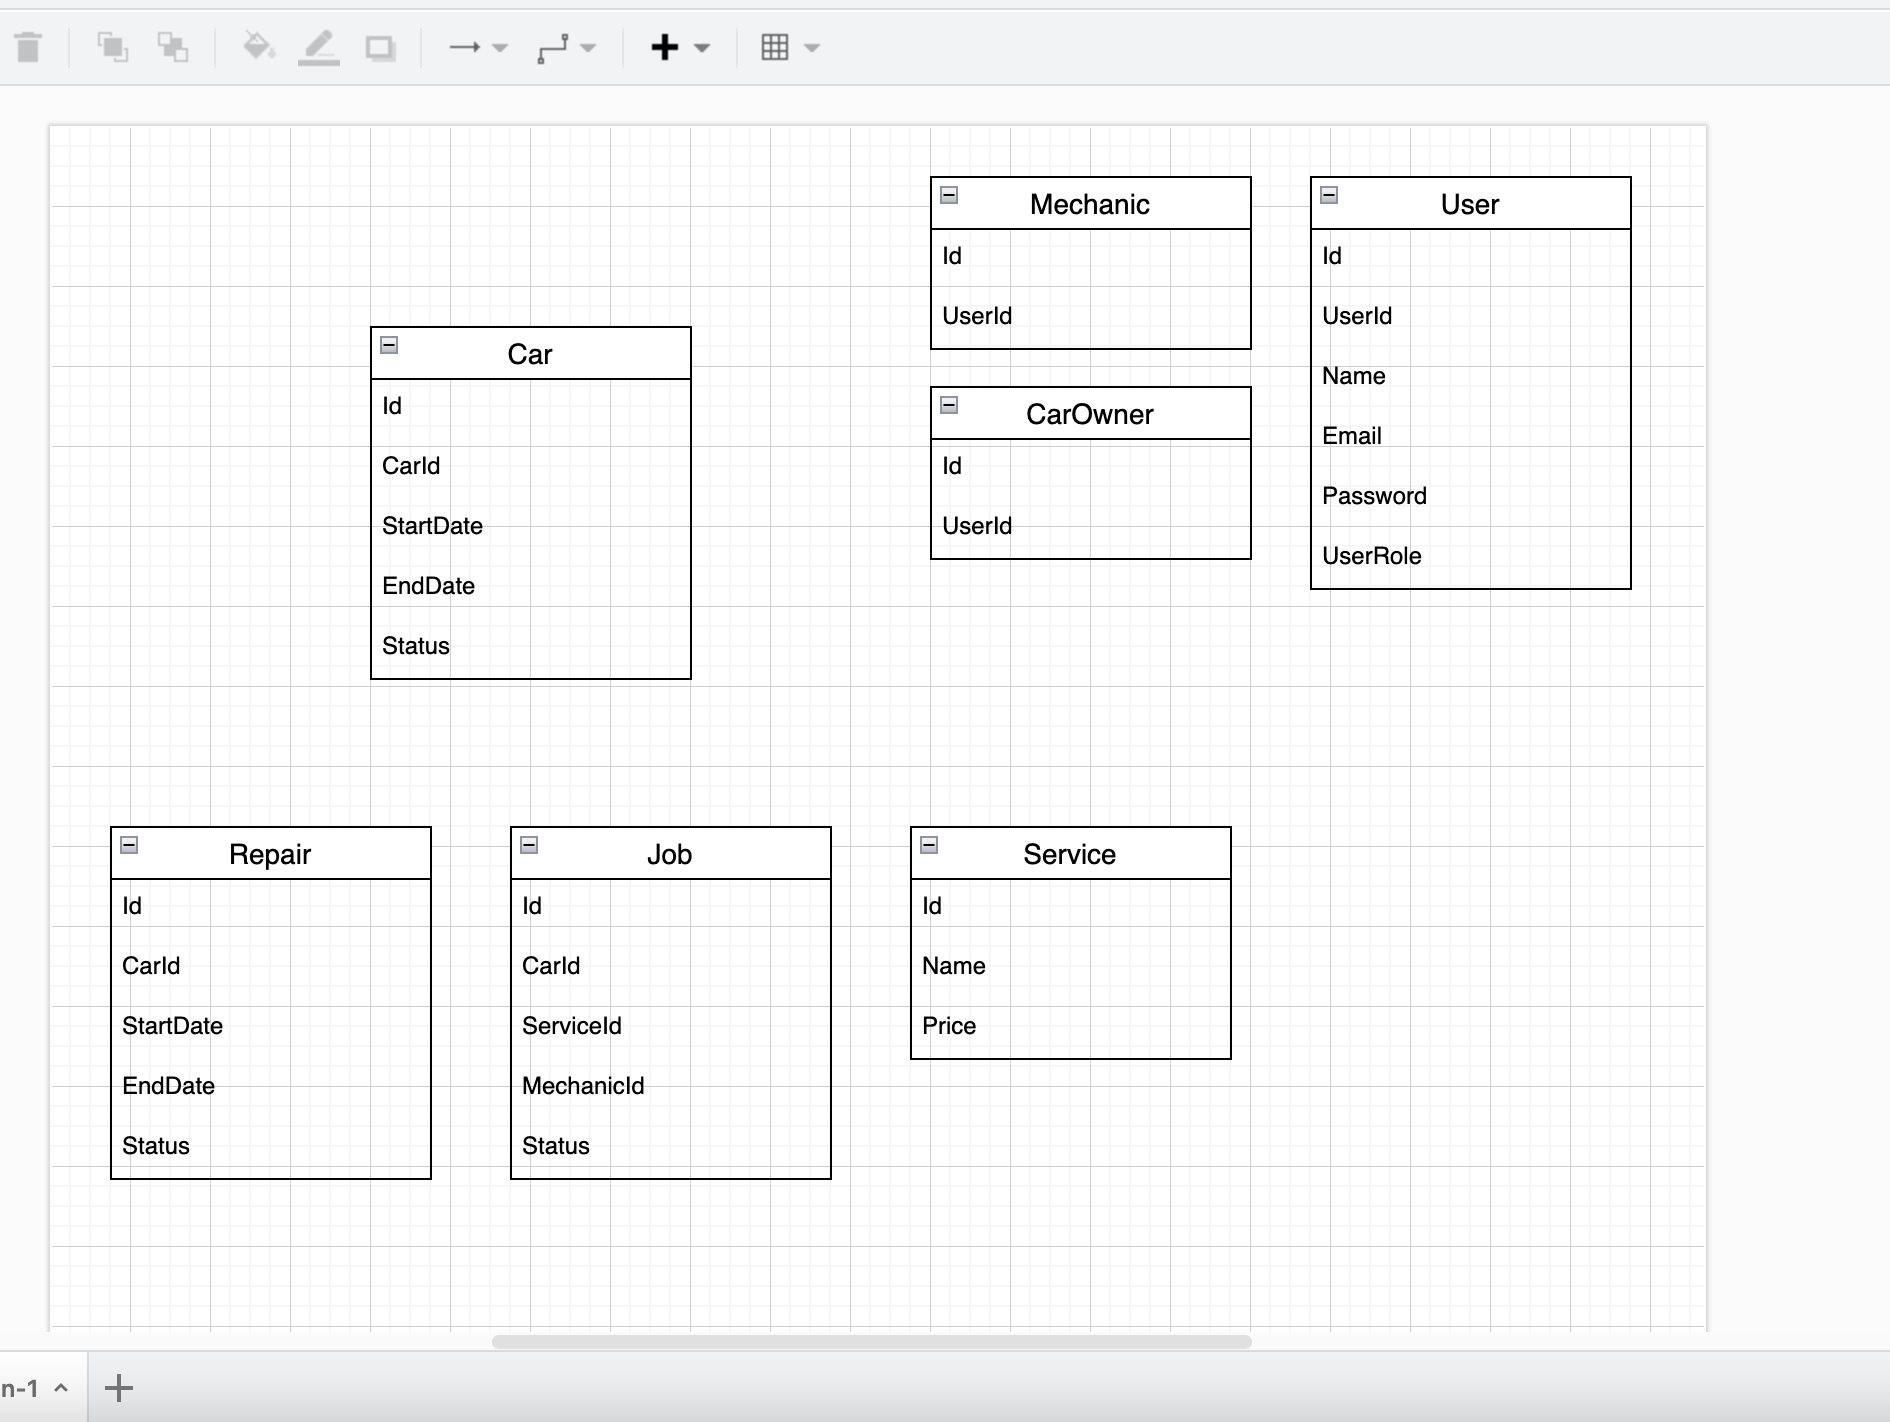 Mechanic
Id
UserId
User
Id
UserId
Name
Email
Password
UserRole
Car
Id
CarId
StartDate
EndDate
Status
CarOwner
Id
UserId
Repair
Id
CarId
StartDate
EndDate
Status
Job
Id
CarId
ServiceId
MechanicId
Status
Service
Id
Name
Price
n-1